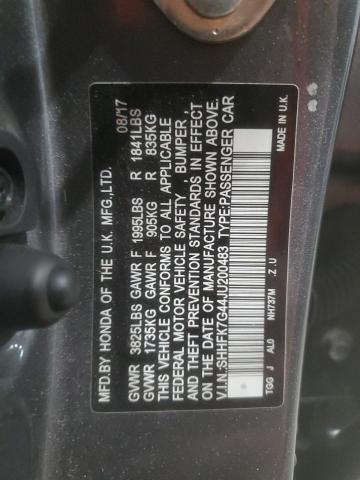 MFD.BY HONDA OF THE U.K. MFG.,LTD. 08/17
GVWR 3825LBS GAWR F 1995LBS R 1841LBS
GVWR 1735KG GAWR F 905KG R 835KG
THIS VEHICLE CONFORMS TO ALL APPLICABLE
FEDERAL MOTOR VEHICLE SAFETY, BUMPER
AND THEFT PREVENTION STANDARDS IN EFFECT
ON THE DATE OF MANUFACTURE SHOWN ABOVE.
V.I.N.:SHHFK7G44JU200483 TYPE:PASSENGER CAR
TGG J AL0 NH737M .Z .U MADE IN U.K.